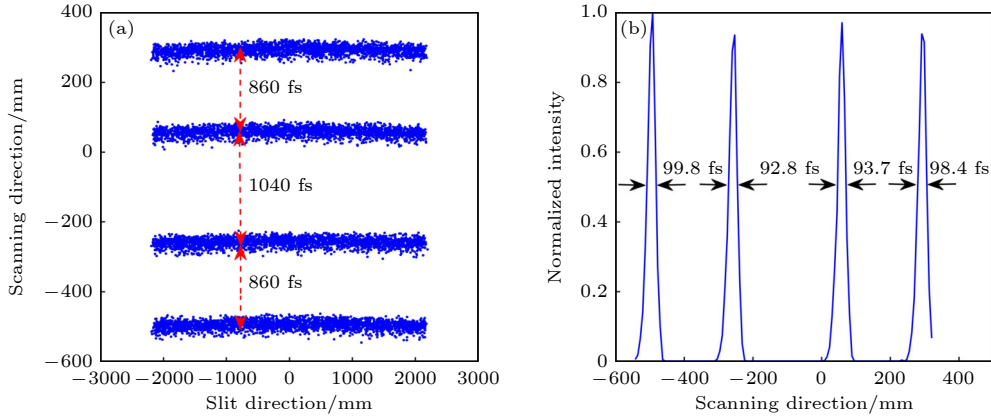 (a)
400
200
0
−200
−400
−600
Scanning direction/mm
860 fs
1040 fs
860 fs
−3000 −2000 −1000 0 1000 2000 3000
Slit direction/mm
(b)
1.0
0.8
0.6
0.4
0.2
0
Normalized intensity
99.8 fs 92.8 fs 93.7 fs 98.4 fs
−600 −400 −200 0 200 400
Scanning direction/mm